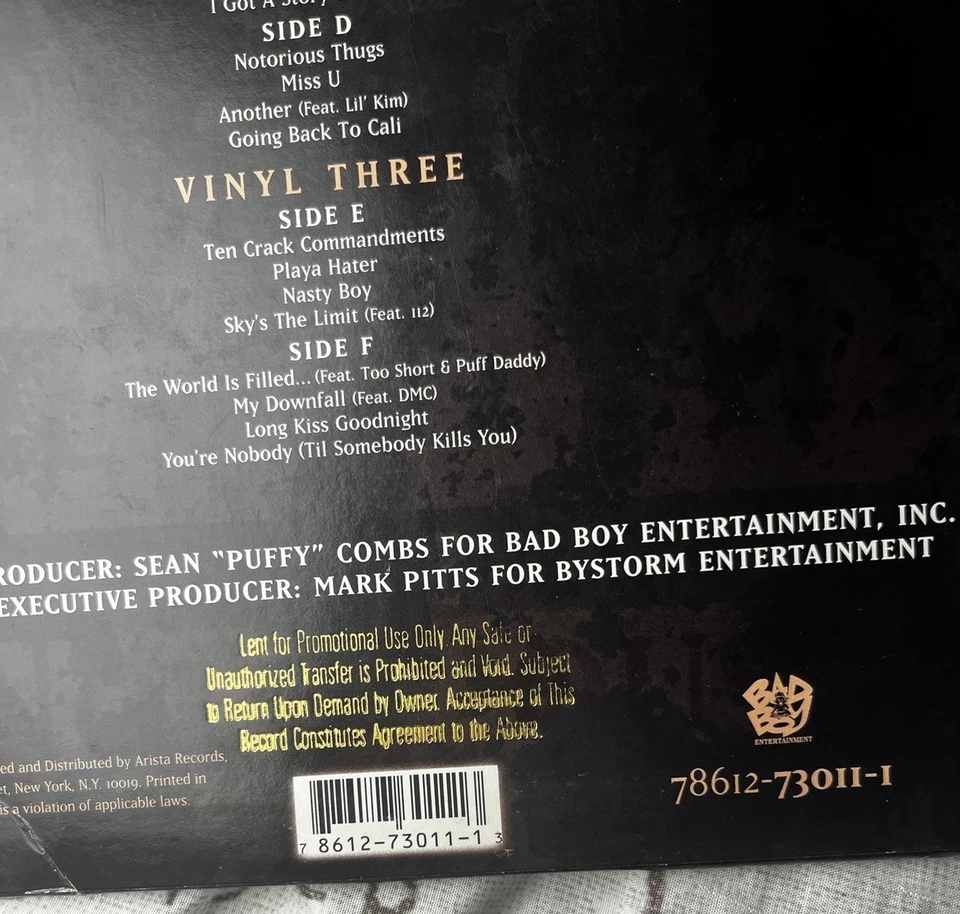 I Got A Story
SIDE D
Notorious Thugs
Miss U
Another (Feat. Lil' Kim)
Going Back To Cali
VINYL THREE
SIDE E
Ten Crack Commandments
Playa Hater
Nasty Boy
Sky's The Limit (Feat. 112)
SIDE F
The World Is Filled... (Feat. Too Short & Puff Daddy)
My Downfall (Feat. DMC)
Long Kiss Goodnight
You're Nobody (Til Somebody Kills You)
RODUCER: SEAN "PUFFY" COMBS FOR BAD BOY ENTERTAINMENT, INC.
EXECUTIVE PRODUCER: MARK PITTS FOR BYSTORM ENTERTAINMENT
Lent for Promotional Use Only. Any Sale or
Unauthorized Transfer is Prohibited and Void. Subject
to Return Upon Demand by Owner. Acceptance of This
Record Constitutes Agreement to the Above.
ed and Distributed by Arista Records,
et, New York, N.Y. 10019. Printed in
is a violation of applicable laws.
7 8612-73011-1 3
BAD
BOY
ENTERTAINMENT
78612-73011-1